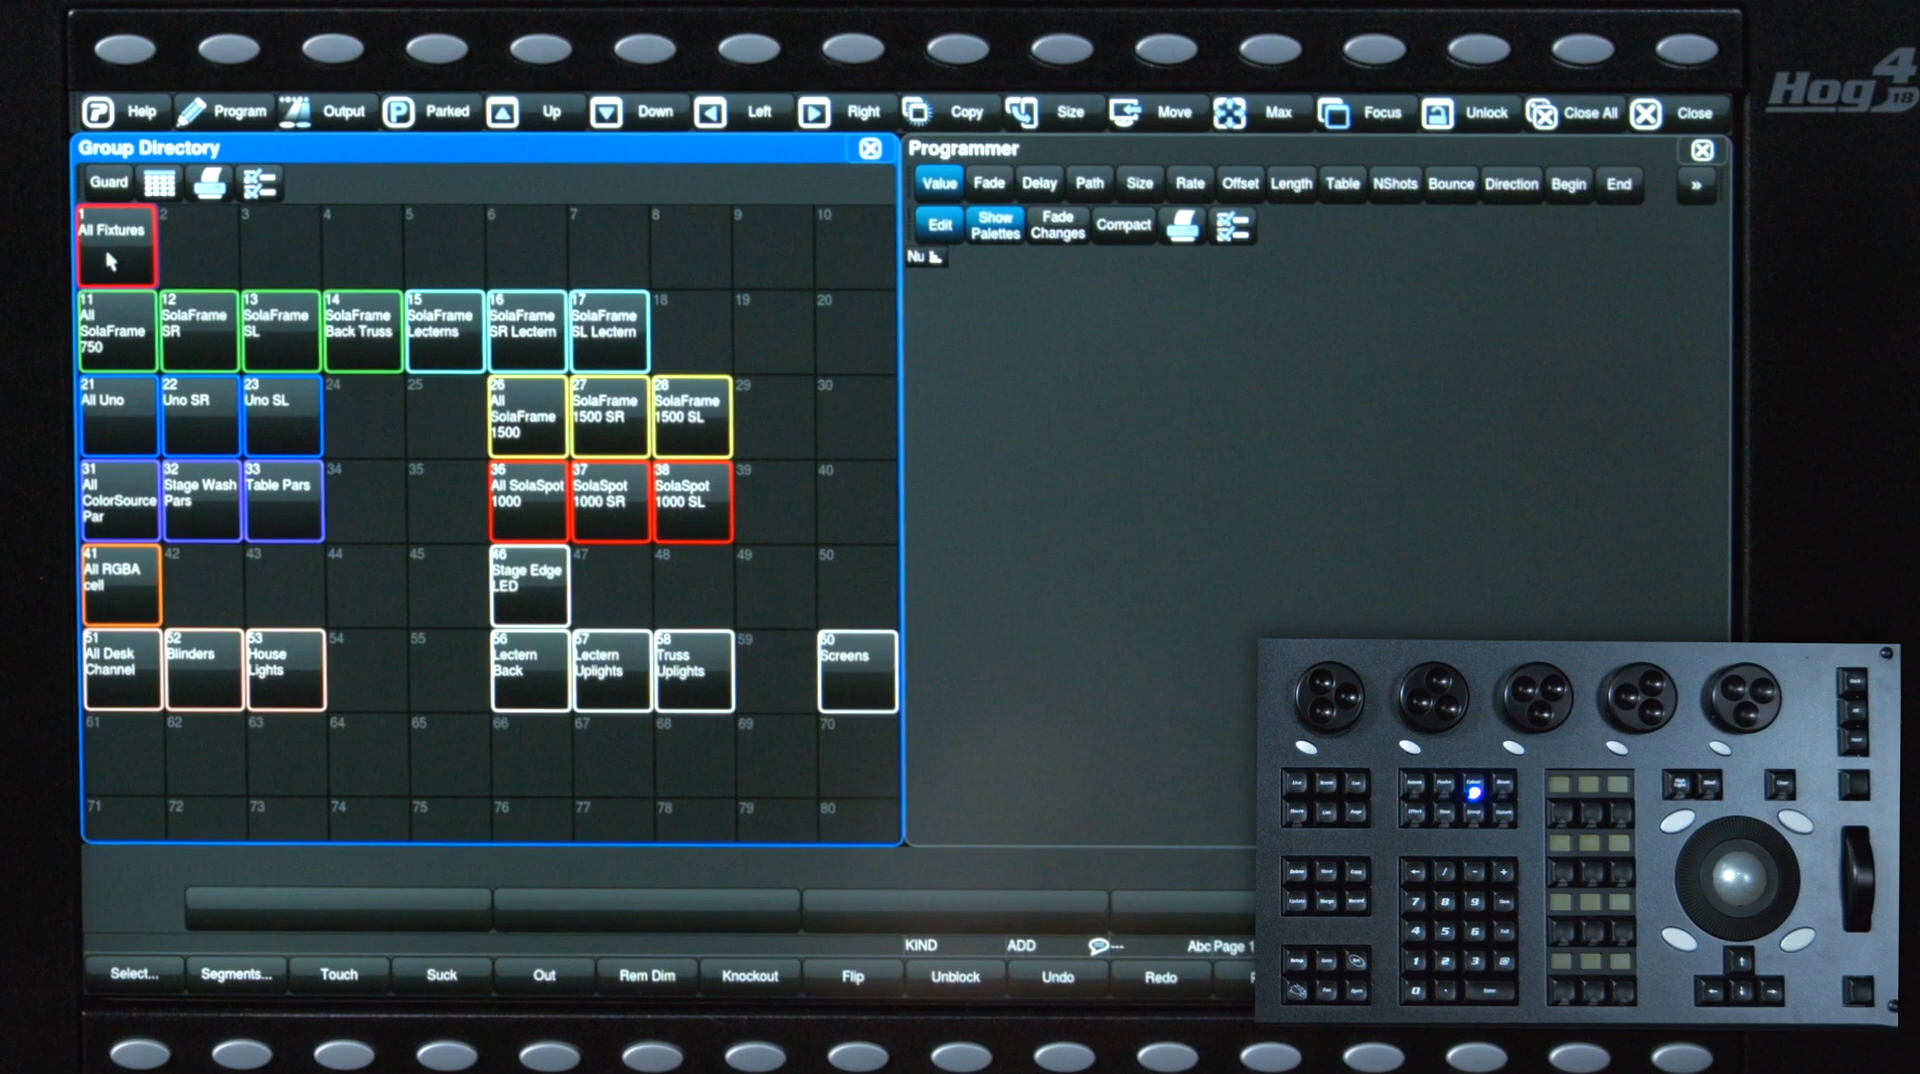 Hog 4 18
Help Program Output Parked Up Down Left Right Copy Size Move Max Focus Unlock Close All Close
Group Directory
Guard
1 2 3 4 5 6 7 8 9 10
All Fixtures
11 12 13 14 15 16 17 18 19 20
All SolaFrame 750
SolaFrame SR
SolaFrame SL
SolaFrame Back Truss
SolaFrame Lecterns
SolaFrame SR Lectern
SolaFrame SL Lectern
21 22 23 24 25 26 27 28 29 30
All Uno
Uno SR
Uno SL
All SolaFrame 1500
SolaFrame 1500 SR
SolaFrame 1500 SL
31 32 33 34 35 36 37 38 39 40
All ColorSource Par
Stage Wash Pars
Table Pars
All SolaSpot 1000
SolaSpot 1000 SR
SolaSpot 1000 SL
41 42 43 44 45 46 47 48 49 50
All RGBA cell
Stage Edge LED
51 52 53 54 55 56 57 58 59 60
All Desk Channel
Blinders
House Lights
Lectern Back
Lectern Uplights
Truss Uplights
Screens
61 62 63 64 65 66 67 68 69 70
71 72 73 74 75 76 77 78 79 80
Programmer
Value Fade Delay Path Size Rate Offset Length Table NShots Bounce Direction Begin End »
Edit Show Palettes Fade Changes Compact
Nu
KIND ADD --- Abc Page 1
Select... Segments... Touch Suck Out Rem Dim Knockout Flip Unblock Undo Redo
← / - +
7 8 9
4 5 6
1 2 3
0 . Enter